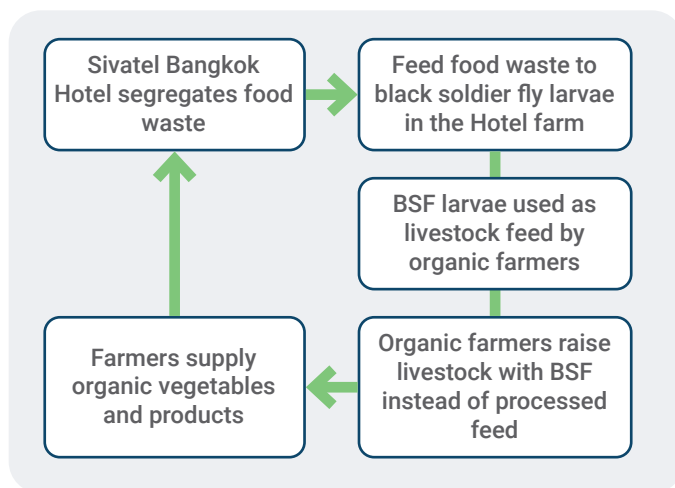 Sivatel Bangkok
Hotel segregates food
waste
Feed food waste to
black soldier fly larvae
in the Hotel farm
BSF larvae used as
livestock feed by
organic farmers
Organic farmers raise
livestock with BSF
instead of processed
feed
Farmers supply
organic vegetables
and products